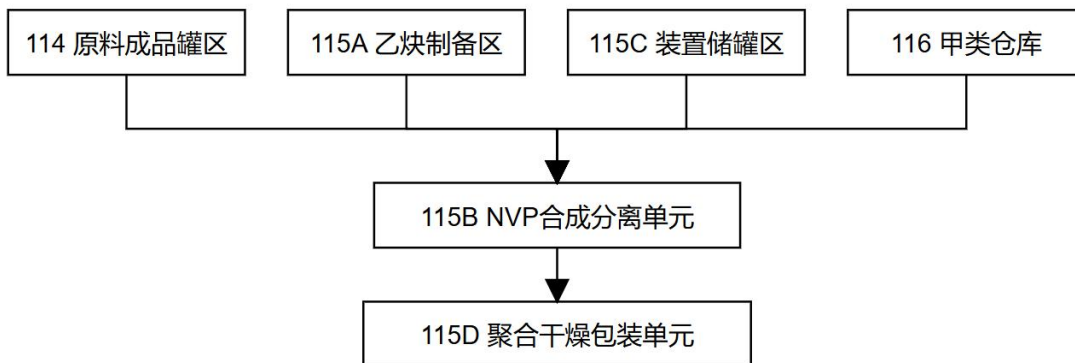 114 原料成品罐区
115A 乙炔制备区
115C 装置储罐区
116 甲类仓库
115B NVP合成分离单元
115D 聚合干燥包装单元